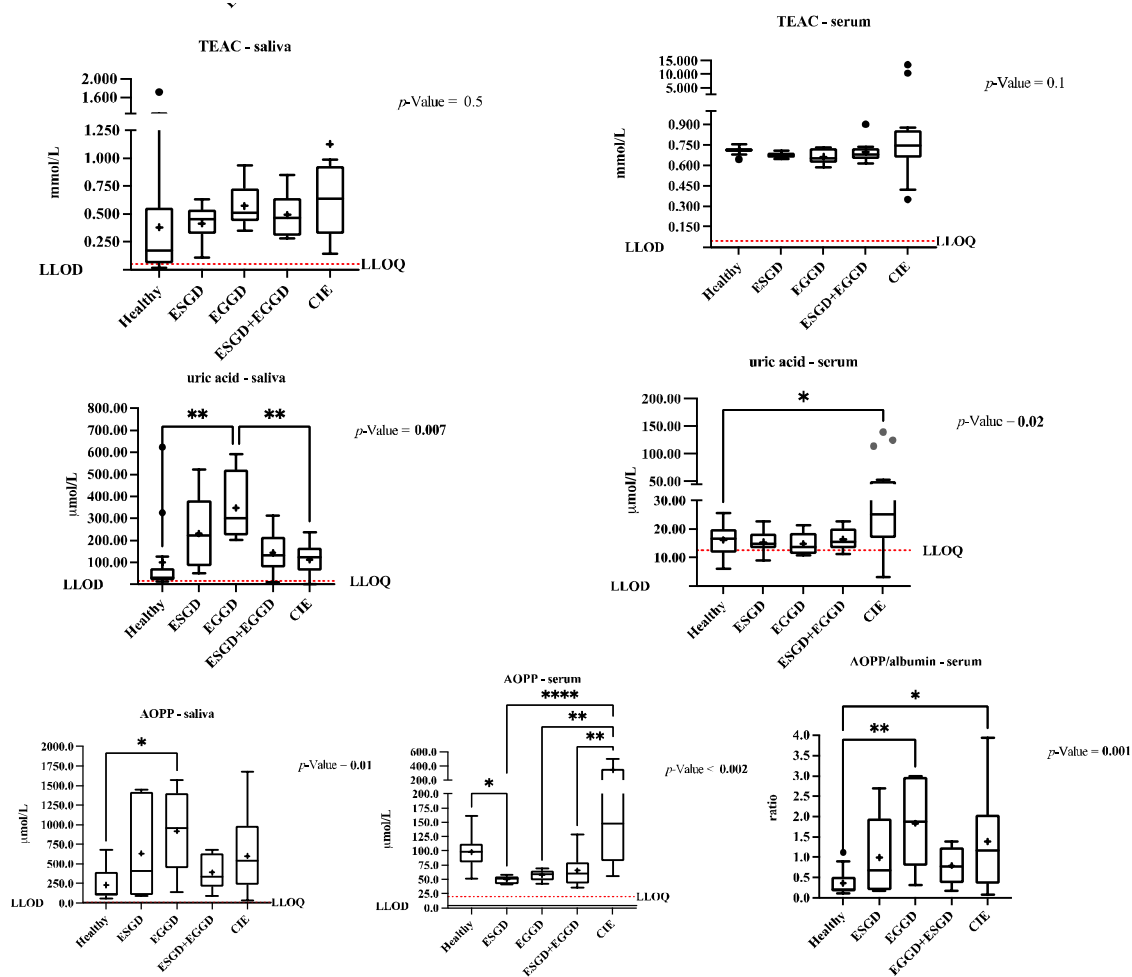 TEAC - saliva
2.000
1.600
1.250
1.000
0.750
0.500
0.250
mmol/L
p-Value = 0.5
LLOD
LLOQ
Healthy
ESGD
EGGD
ESGD+EGGD
CIE
TEAC - serum
15.000
10.000
5.000
0.900
0.750
0.600
0.450
0.300
0.150
mmol/L
p-Value = 0.1
LLOD
LLOQ
Healthy
ESGD
EGGD
ESGD+EGGD
CIE
uric acid - saliva
800.00
700.00
600.00
500.00
400.00
300.00
200.00
100.00
µmol/L
**
**
p-Value = 0.007
LLOD
LLOQ
Healthy
ESGD
EGGD
ESGD+EGGD
CIE
uric acid - serum
200.00
150.00
100.00
50.00
30.00
20.00
10.00
µmol/L
*
p-Value = 0.02
LLOD
LLOQ
Healthy
ESGD
EGGD
ESGD+EGGD
CIE
AOPP - saliva
2000.0
1750.0
1500.0
1250.0
1000.0
750.0
500.0
250.0
0.0
µmol/L
*
p-Value = 0.01
LLOD
LLOQ
Healthy
ESGD
EGGD
ESGD+EGGD
CIE
AOPP - serum
600.0
400.0
200.0
200.0
175.0
150.0
125.0
100.0
75.0
50.0
25.0
0.0
µmol/L
****
**
**
*
p-Value < 0.002
LLOD
LLOQ
Healthy
ESGD
EGGD
ESGD+EGGD
CIE
AOPP/albumin - serum
4.0
3.0
2.0
1.5
1.0
0.5
0.0
ratio
*
**
p-Value = 0.001
Healthy
ESGD
EGGD
EGGD+ESGD
CIE